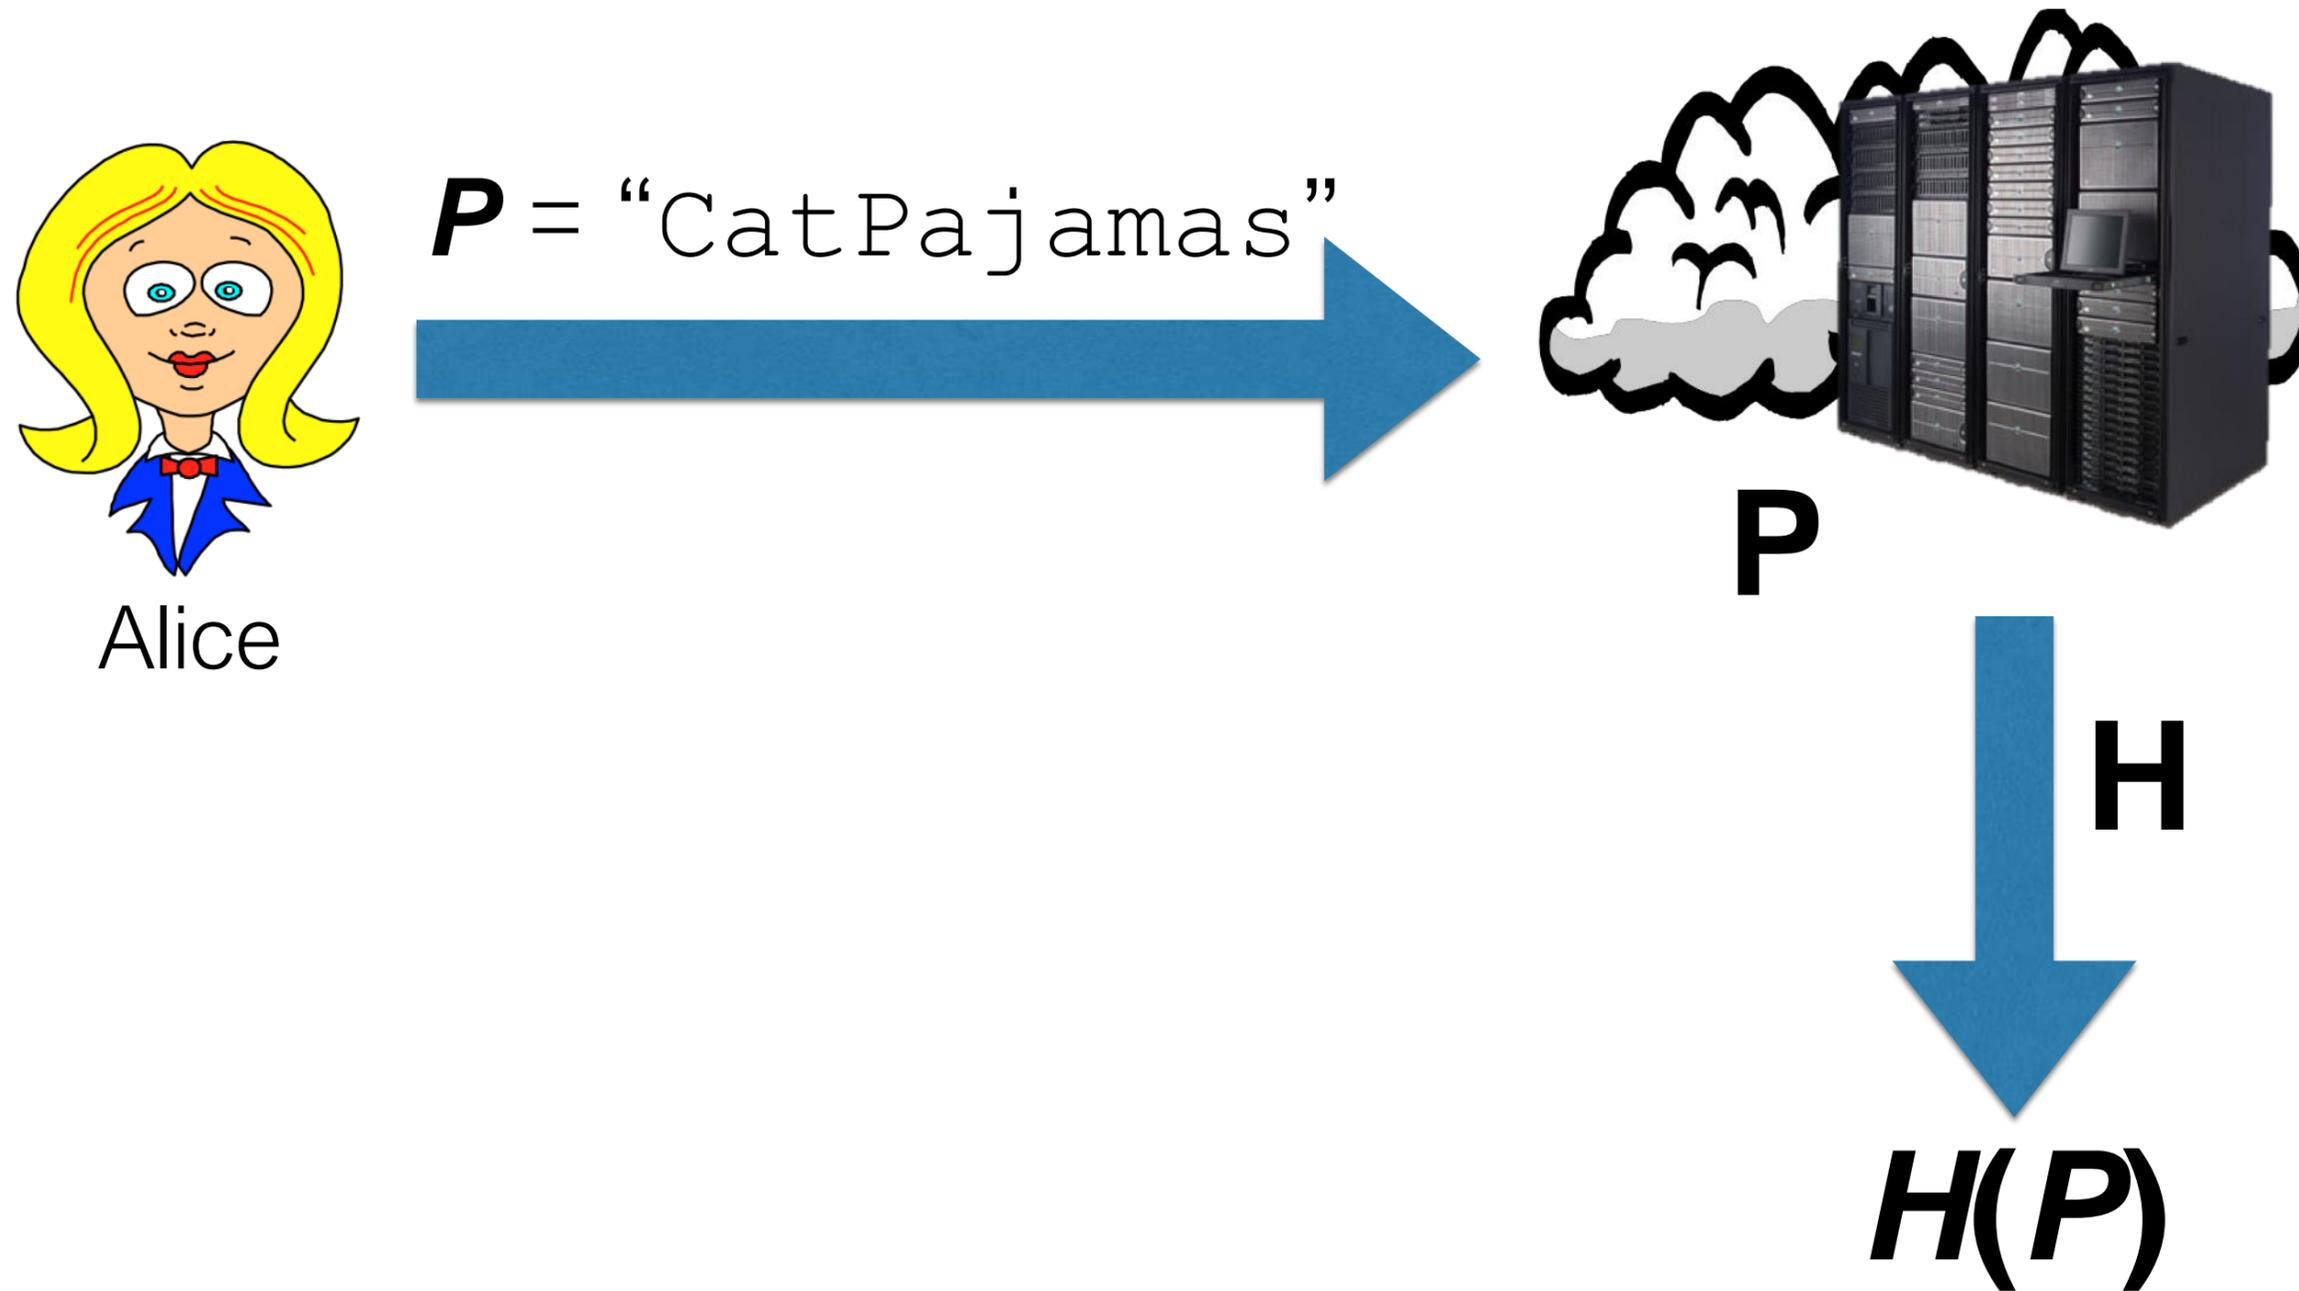 P = “CatPajamas”
P
Alice
H
H(P)